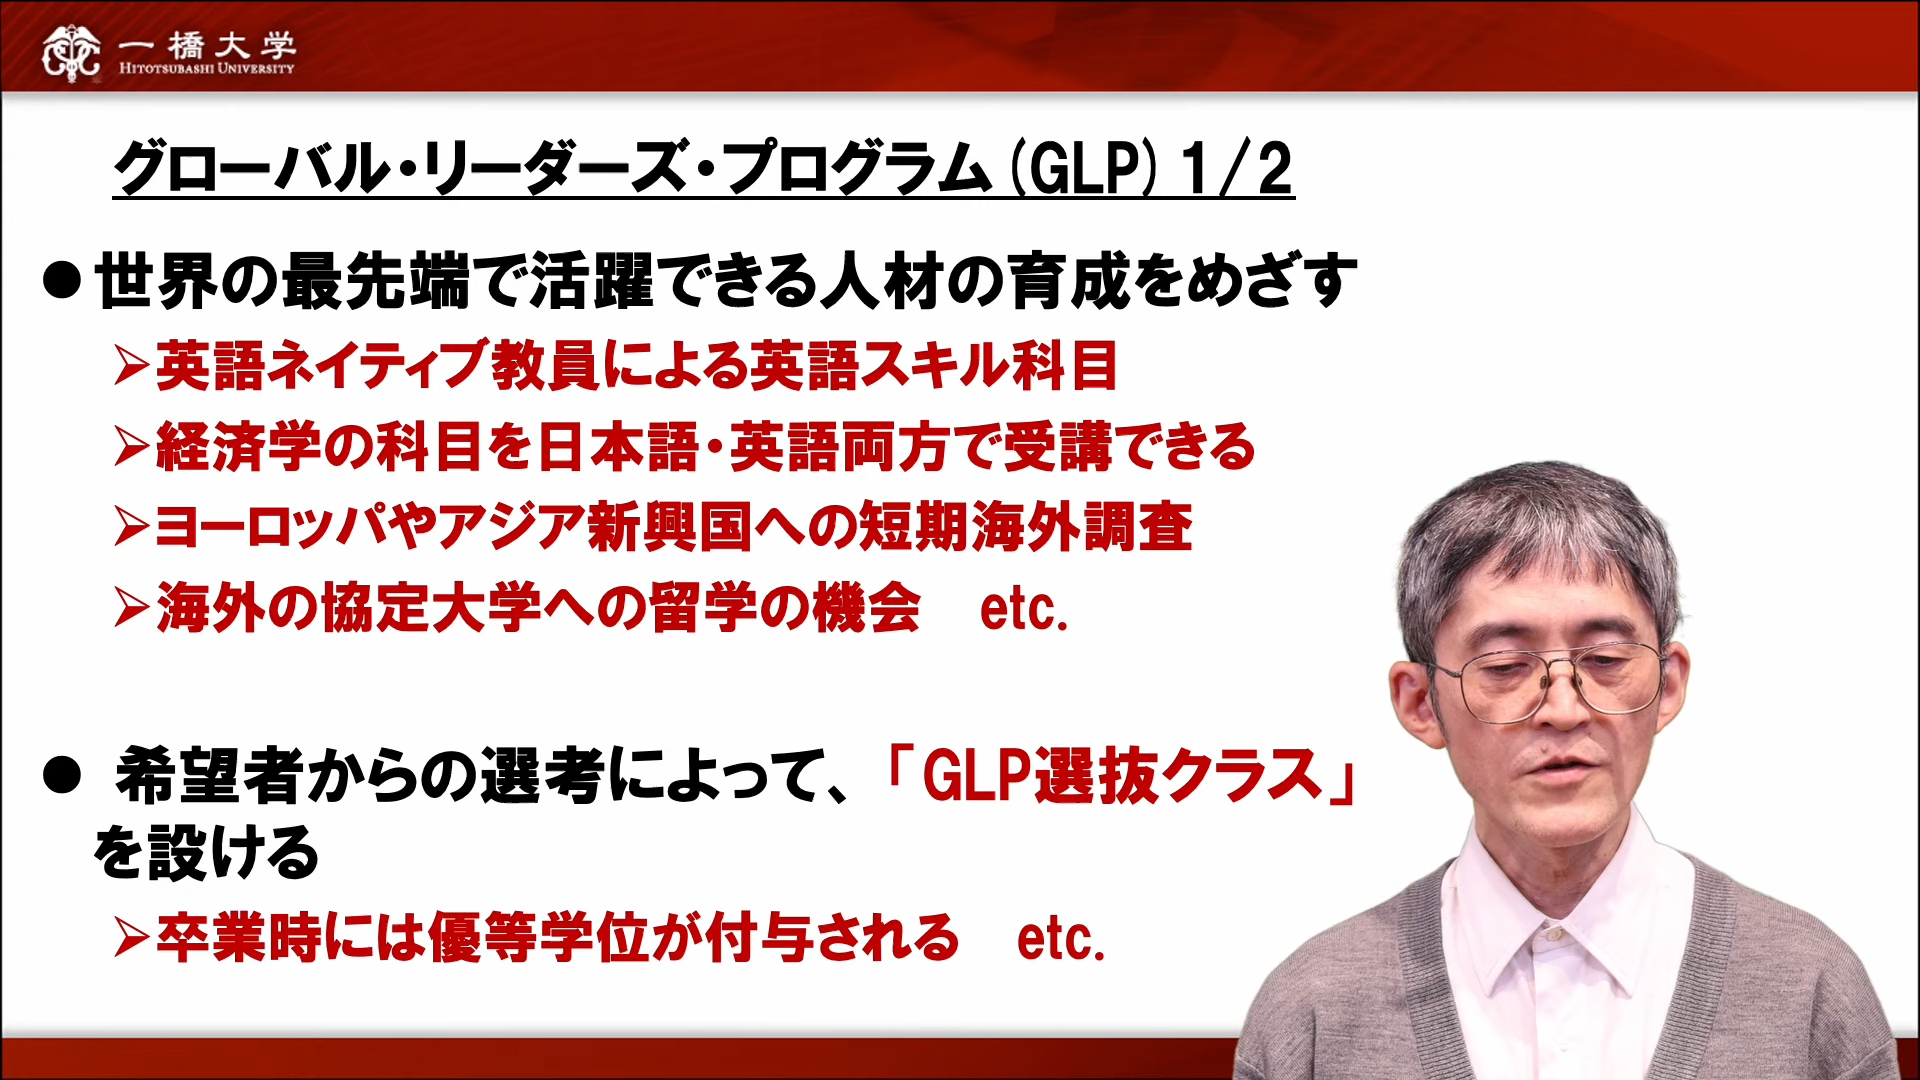 一橋大学
HITOTSUBASHI UNIVERSITY
グローバル・リーダーズ・プログラム(GLP) 1/2
●世界の最先端で活躍できる人材の育成をめざす
➢英語ネイティブ教員による英語スキル科目
➢経済学の科目を日本語・英語両方で受講できる
➢ヨーロッパやアジア新興国への短期海外調査
➢海外の協定大学への留学の機会　etc.
● 希望者からの選考によって、「GLP選抜クラス」
を設ける
➢卒業時には優等学位が付与される　etc.